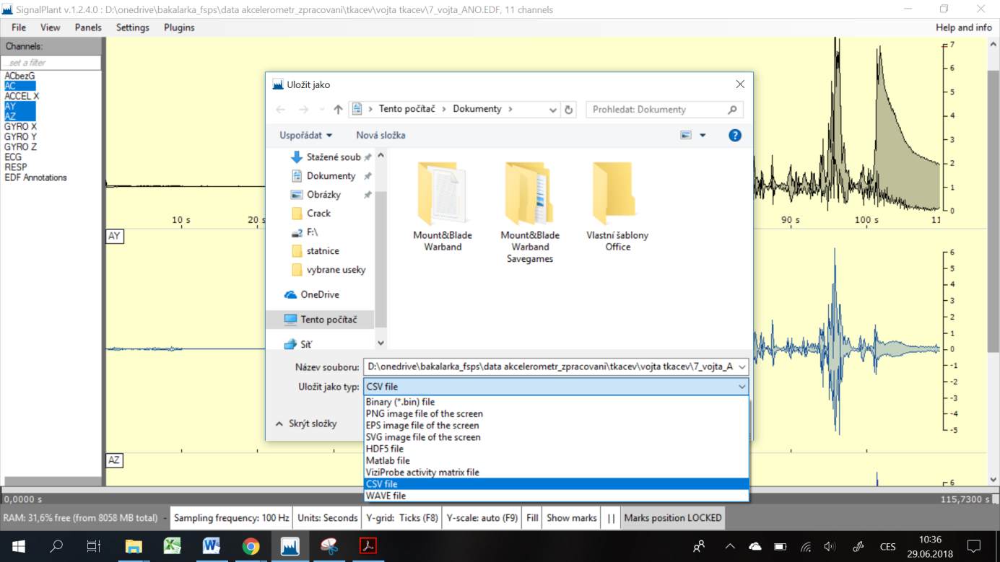 SignalPlant v.1.2.4.0 : D:\onedrive\bakalarka_fsps\data akcelerometr_zpracovani\tkacev\vojta tkacev\7_vojta_ANO.EDF, 11 channels
File View Panels Settings Plugins Help and info
Channels:
...set a filter
ACbezG
AC
ACCEL X
AY
AZ
GYRO X
GYRO Y
GYRO Z
ECG
RESP
EDF Annotations
10 s
20 s
90 s
100 s
11
7
6
5
4
3
2
1
0
AY
6
5
4
3
2
1
0
-1
-2
-3
-4
-5
AZ
6
Uložit jako
Tento počítač > Dokumenty >
Prohledat: Dokumenty
Uspořádat
Nová složka
Stažené soub
Dokumenty
Obrázky
Crack
F:\
statnice
vybrane useky
OneDrive
Tento počítač
Síť
Mount&Blade
Warband
Mount&Blade
Warband
Savegames
Vlastní šablony
Office
Název souboru: D:\onedrive\bakalarka_fsps\data akcelerometr_zpracovani\tkacev\vojta tkacev\7_vojta_A
Uložit jako typ: CSV file
Skrýt složky
Binary (*.bin) file
PNG image file of the screen
EPS image file of the screen
SVG image file of the screen
HDF5 file
Matlab file
ViziProbe activity matrix file
CSV file
WAVE file
0,0000 s
115,7300 s
RAM: 31,6% free (from 8058 MB total) - Sampling frequency: 100 Hz Units: Seconds Y-grid: Ticks (F8) Y-scale: auto (F9) Fill Show marks | | Marks position LOCKED
CES
10:36
29.06.2018